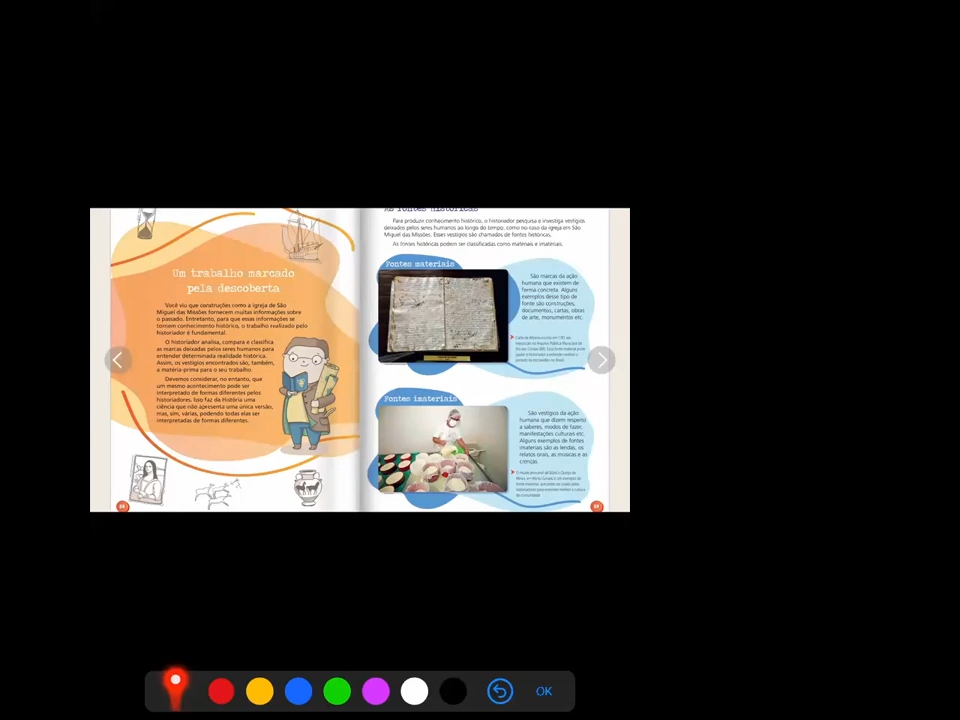 Um trabalho marcado
pela descoberta
Você viu que construções como a igreja de São
Miguel das Missões fornecem muitas informações sobre
o passado. Entretanto, para que essas informações se
tornem conhecimento histórico, o trabalho realizado pelo
historiador é fundamental.
O historiador analisa, compara e classifica
as marcas deixadas pelos seres humanos para
entender determinada realidade histórica.
Assim, os vestígios encontrados são, também,
a matéria-prima para o seu trabalho.
Devemos considerar, no entanto, que
um mesmo acontecimento pode ser
interpretado de formas diferentes pelos
historiadores. Isso faz da História uma
ciência que não apresenta uma única versão,
mas, sim, várias, podendo todas elas ser
interpretadas de formas diferentes.
As fontes históricas
Para produzir conhecimento histórico, o historiador pesquisa e investiga vestígios
deixados pelos seres humanos ao longo do tempo, como no caso da igreja em São
Miguel das Missões. Esses vestígios são chamados de fontes históricas.
As fontes históricas podem ser classificadas como materiais e imateriais.
Fontes materiais
São marcas da ação
humana que existem de
forma concreta. Alguns
exemplos desse tipo de
fonte são construções,
documentos, cartas, obras
de arte, monumentos etc.
Fontes imateriais
São vestígios da ação
humana que dizem respeito
a saberes, modos de fazer,
manifestações culturais etc.
Alguns exemplos de fontes
imateriais são as lendas, os
relatos orais, as músicas e as
crenças.
OK